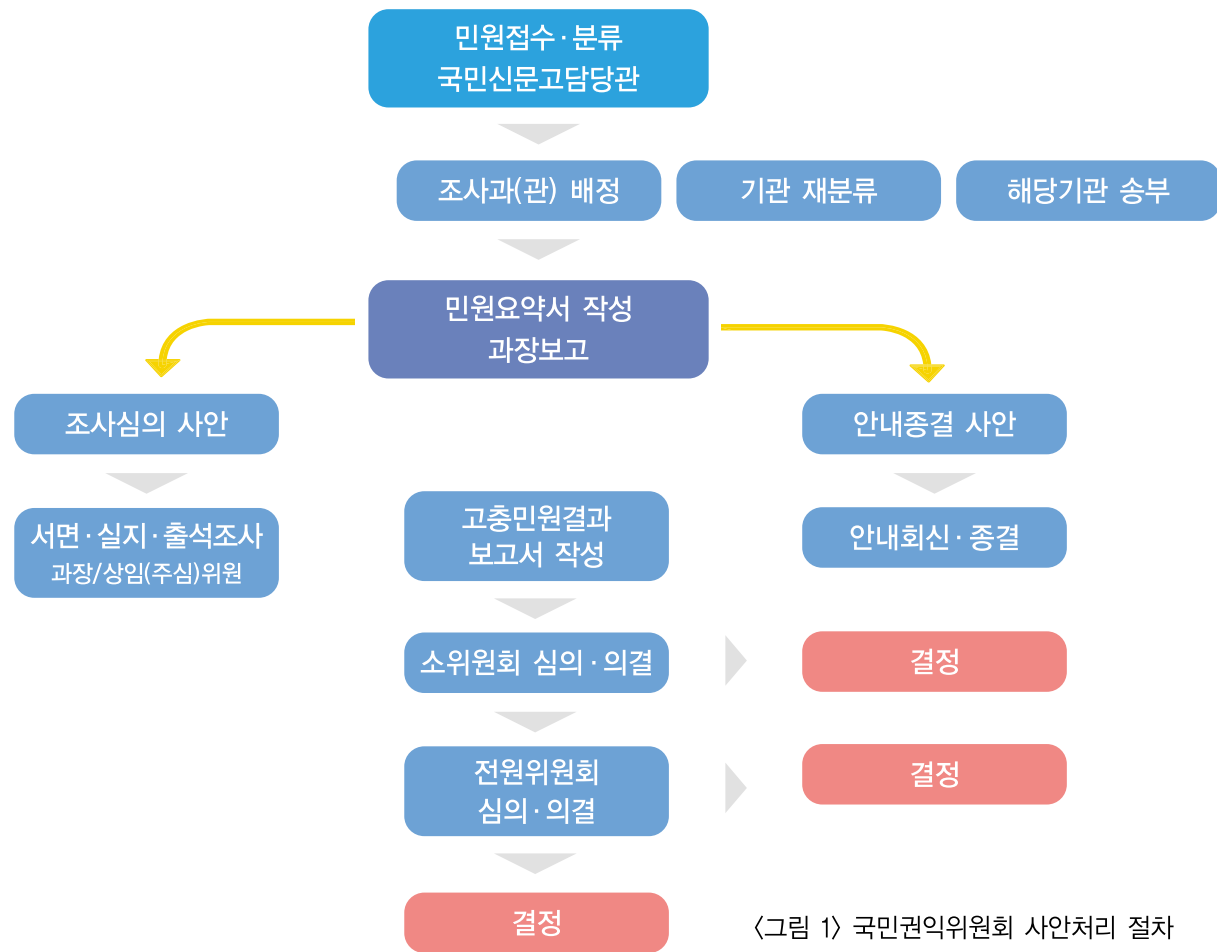 민원접수·분류
국민신문고담당관
조사과(관) 배정
기관 재분류
해당기관 송부
민원요약서 작성
과장보고
조사심의 사안
안내종결 사안
서면·실지·출석조사
과장/상임(주심)위원
고충민원결과
보고서 작성
안내회신·종결
소위원회 심의·의결
결정
전원위원회
심의·의결
결정
결정
<그림 1> 국민권익위원회 사안처리 절차